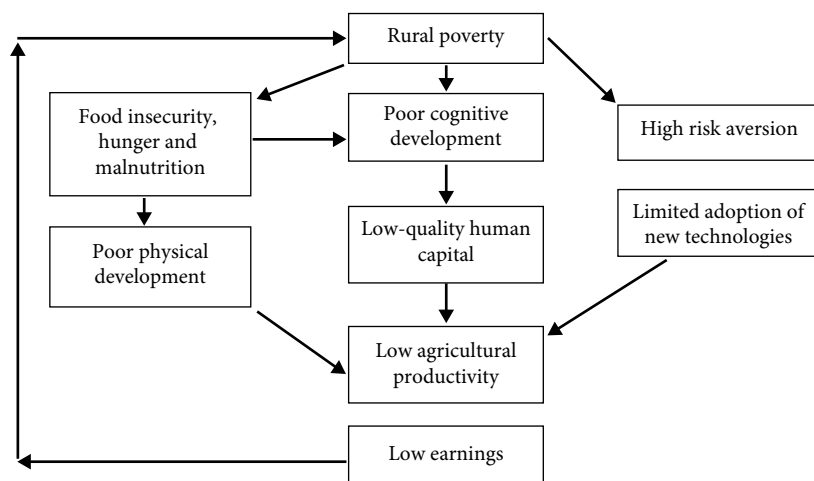 Rural poverty
Food insecurity,
hunger and
malnutrition
Poor cognitive
development
High risk aversion
Poor physical
development
Low-quality human
capital
Limited adoption of
new technologies
Low agricultural
productivity
Low earnings